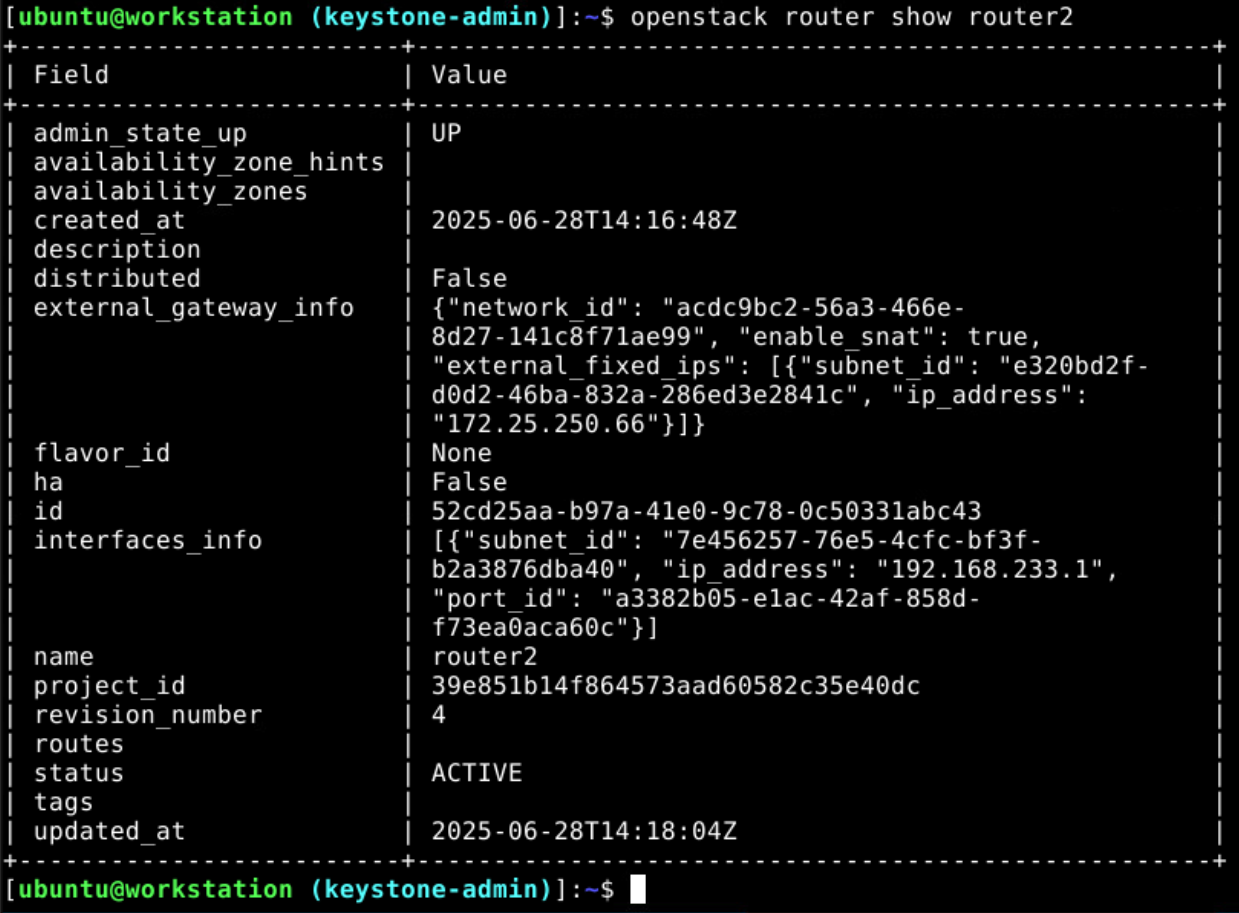 [ubuntu@workstation (keystone-admin)]:~$ openstack router show router2
+-------------------------+----------------------------------------------------+
| Field                   | Value                                              |
+-------------------------+----------------------------------------------------+
| admin_state_up          | UP                                                 |
| availability_zone_hints |                                                    |
| availability_zones      |                                                    |
| created_at              | 2025-06-28T14:16:48Z                               |
| description             |                                                    |
| distributed             | False                                              |
| external_gateway_info   | {"network_id": "acdc9bc2-56a3-466e-                |
|                         | 8d27-141c8f71ae99", "enable_snat": true,           |
|                         | "external_fixed_ips": [{"subnet_id": "e320bd2f-    |
|                         | d0d2-46ba-832a-286ed3e2841c", "ip_address":        |
|                         | "172.25.250.66"}]}                                 |
| flavor_id               | None                                               |
| ha                      | False                                              |
| id                      | 52cd25aa-b97a-41e0-9c78-0c50331abc43               |
| interfaces_info         | [{"subnet_id": "7e456257-76e5-4cfc-bf3f-           |
|                         | b2a3876dba40", "ip_address": "192.168.233.1",      |
|                         | "port_id": "a3382b05-e1ac-42af-858d-               |
|                         | f73ea0aca60c"}]                                    |
| name                    | router2                                            |
| project_id              | 39e851b14f864573aad60582c35e40dc                   |
| revision_number         | 4                                                  |
| routes                  |                                                    |
| status                  | ACTIVE                                             |
| tags                    |                                                    |
| updated_at              | 2025-06-28T14:18:04Z                               |
+-------------------------+----------------------------------------------------+
[ubuntu@workstation (keystone-admin)]:~$